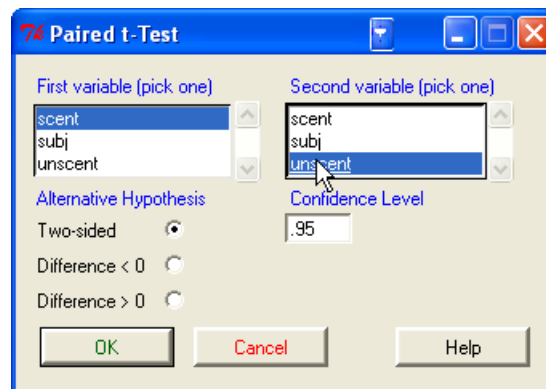 Paired t-Test
First variable (pick one)
scent
subj
unscent
Second variable (pick one)
scent
subj
unscent
Alternative Hypothesis
Two-sided
Difference < 0
Difference > 0
Confidence Level
.95
OK
Cancel
Help